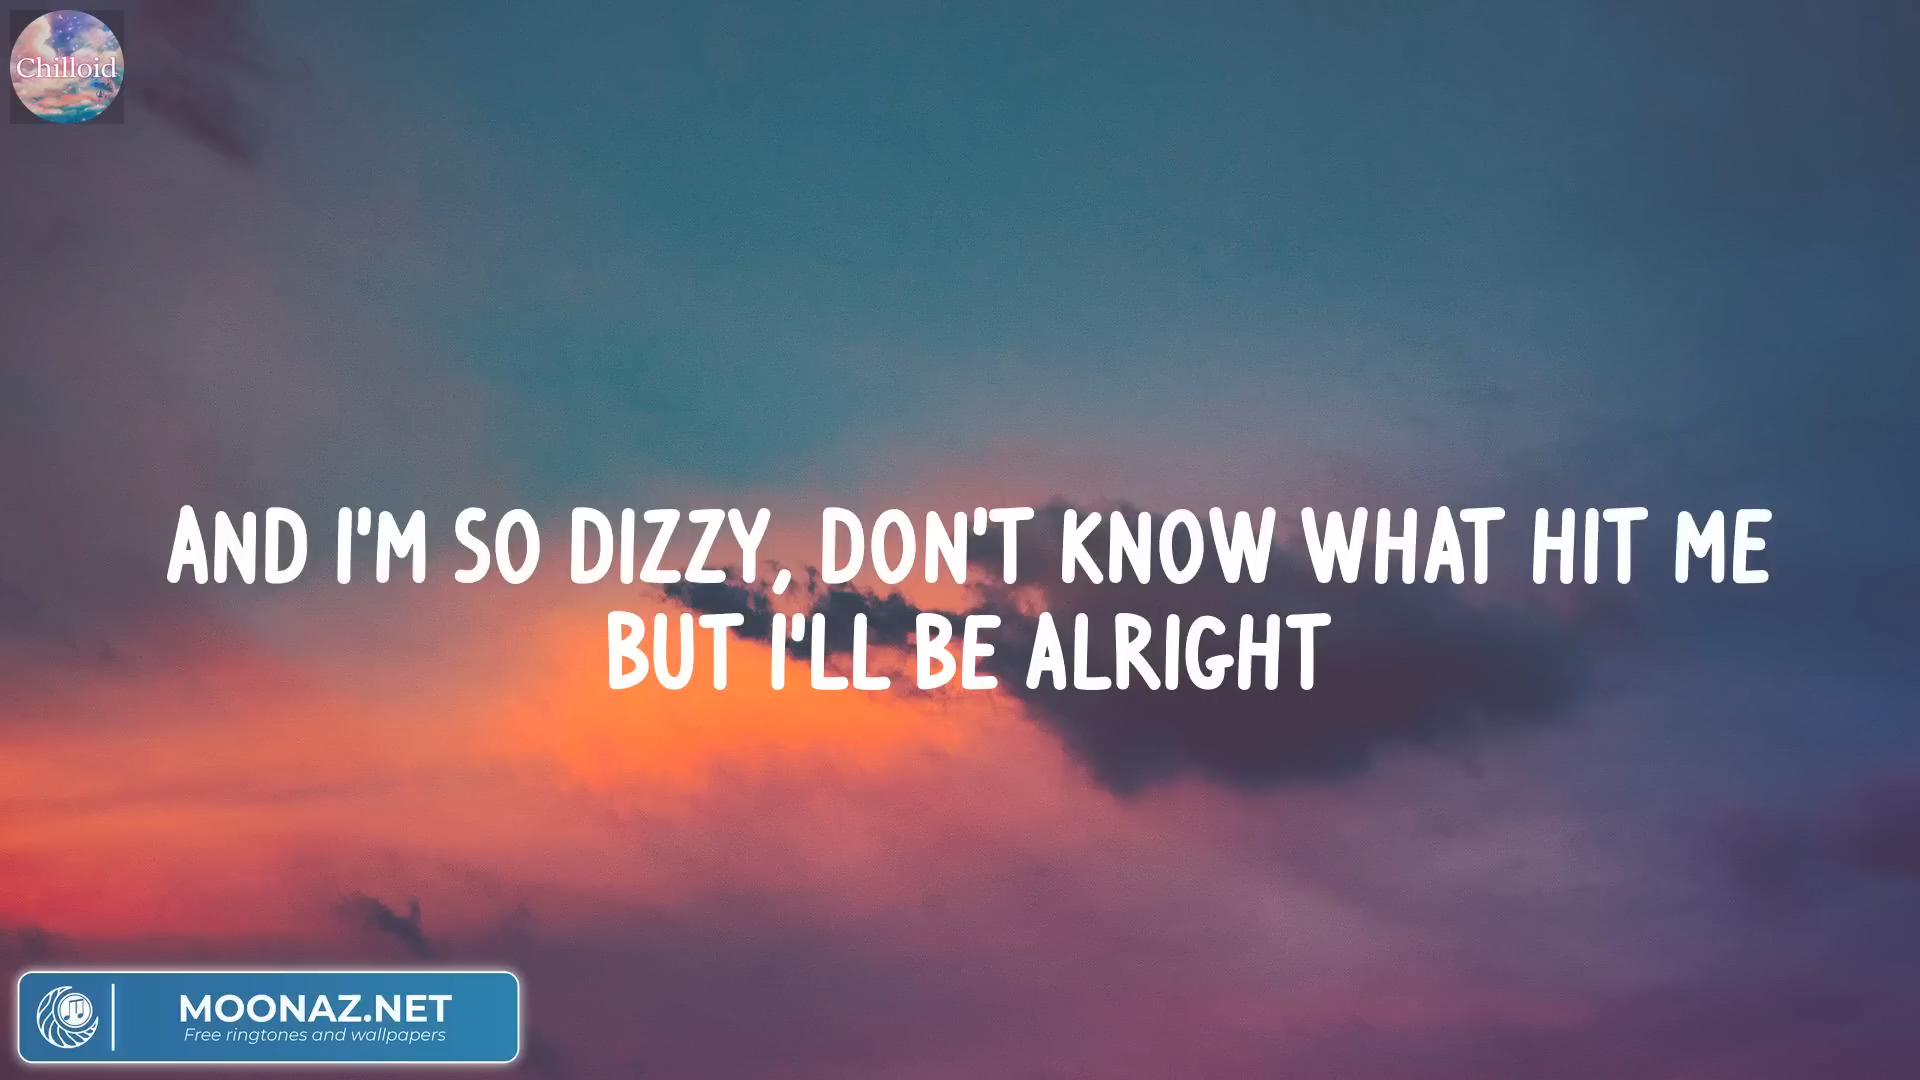 Chilloid
AND I'M SO DIZZY, DON'T KNOW WHAT HIT ME
BUT I'LL BE ALRIGHT
MOONAZ.NET
Free ringtones and wallpapers